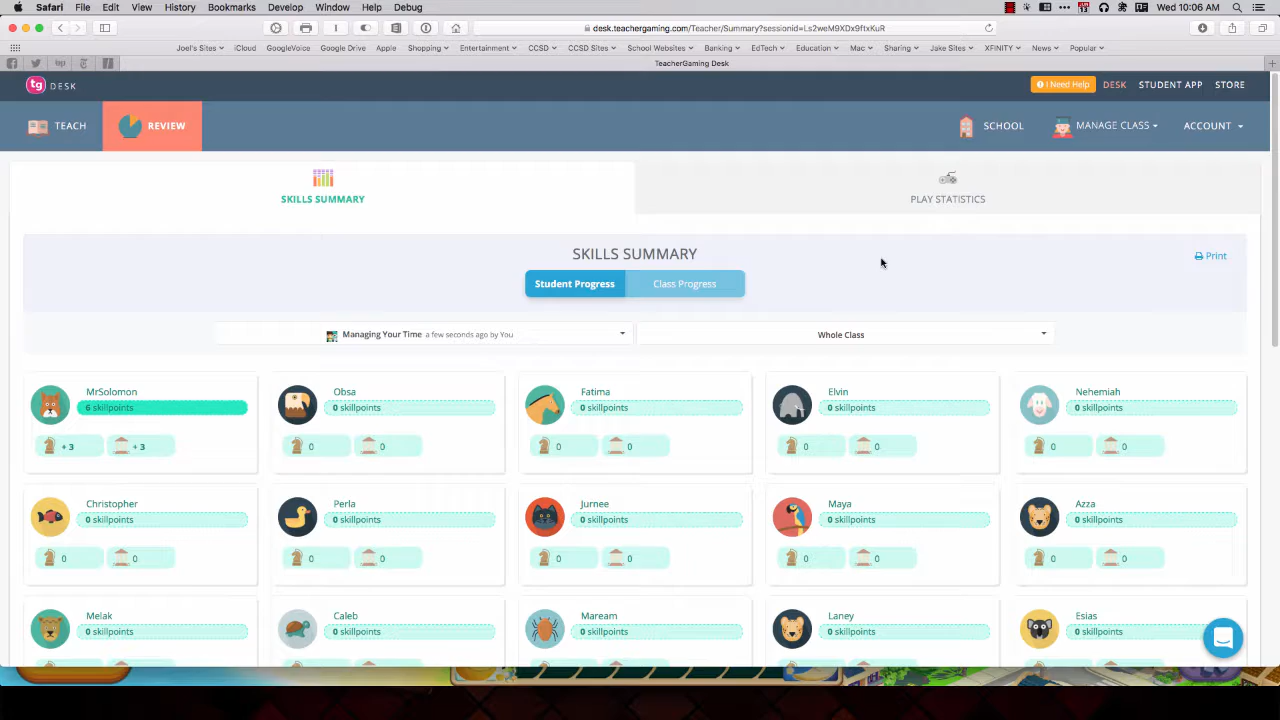 Safari File Edit View History Bookmarks Develop Window Help Debug Wed 10:06 AM
desk.teachergaming.com/Teacher/Summary?sessionid=Ls2weM9XDx9ftxKuR
Joel's Sites iCloud GoogleVoice Google Drive Apple Shopping Entertainment CCSD CCSD Sites School Websites Banking EdTech Education Mac Sharing Jake Sites XFINITY News Popular
TeacherGaming Desk
tg DESK I Need Help DESK STUDENT APP STORE
TEACH REVIEW SCHOOL MANAGE CLASS ACCOUNT
SKILLS SUMMARY PLAY STATISTICS
SKILLS SUMMARY
Print
Student Progress Class Progress
Managing Your Time a few seconds ago by You Whole Class
MrSolomon Obsa Fatima Elvin Nehemiah
6 skillpoints 0 skillpoints 0 skillpoints 0 skillpoints 0 skillpoints
+ 3 + 3 0 0 0 0 0 0 0 0
Christopher Perla Jurnee Maya Azza
0 skillpoints 0 skillpoints 0 skillpoints 0 skillpoints 0 skillpoints
0 0 0 0 0 0 0 0 0 0
Melak Caleb Maream Laney Esias
0 skillpoints 0 skillpoints 0 skillpoints 0 skillpoints 0 skillpoints